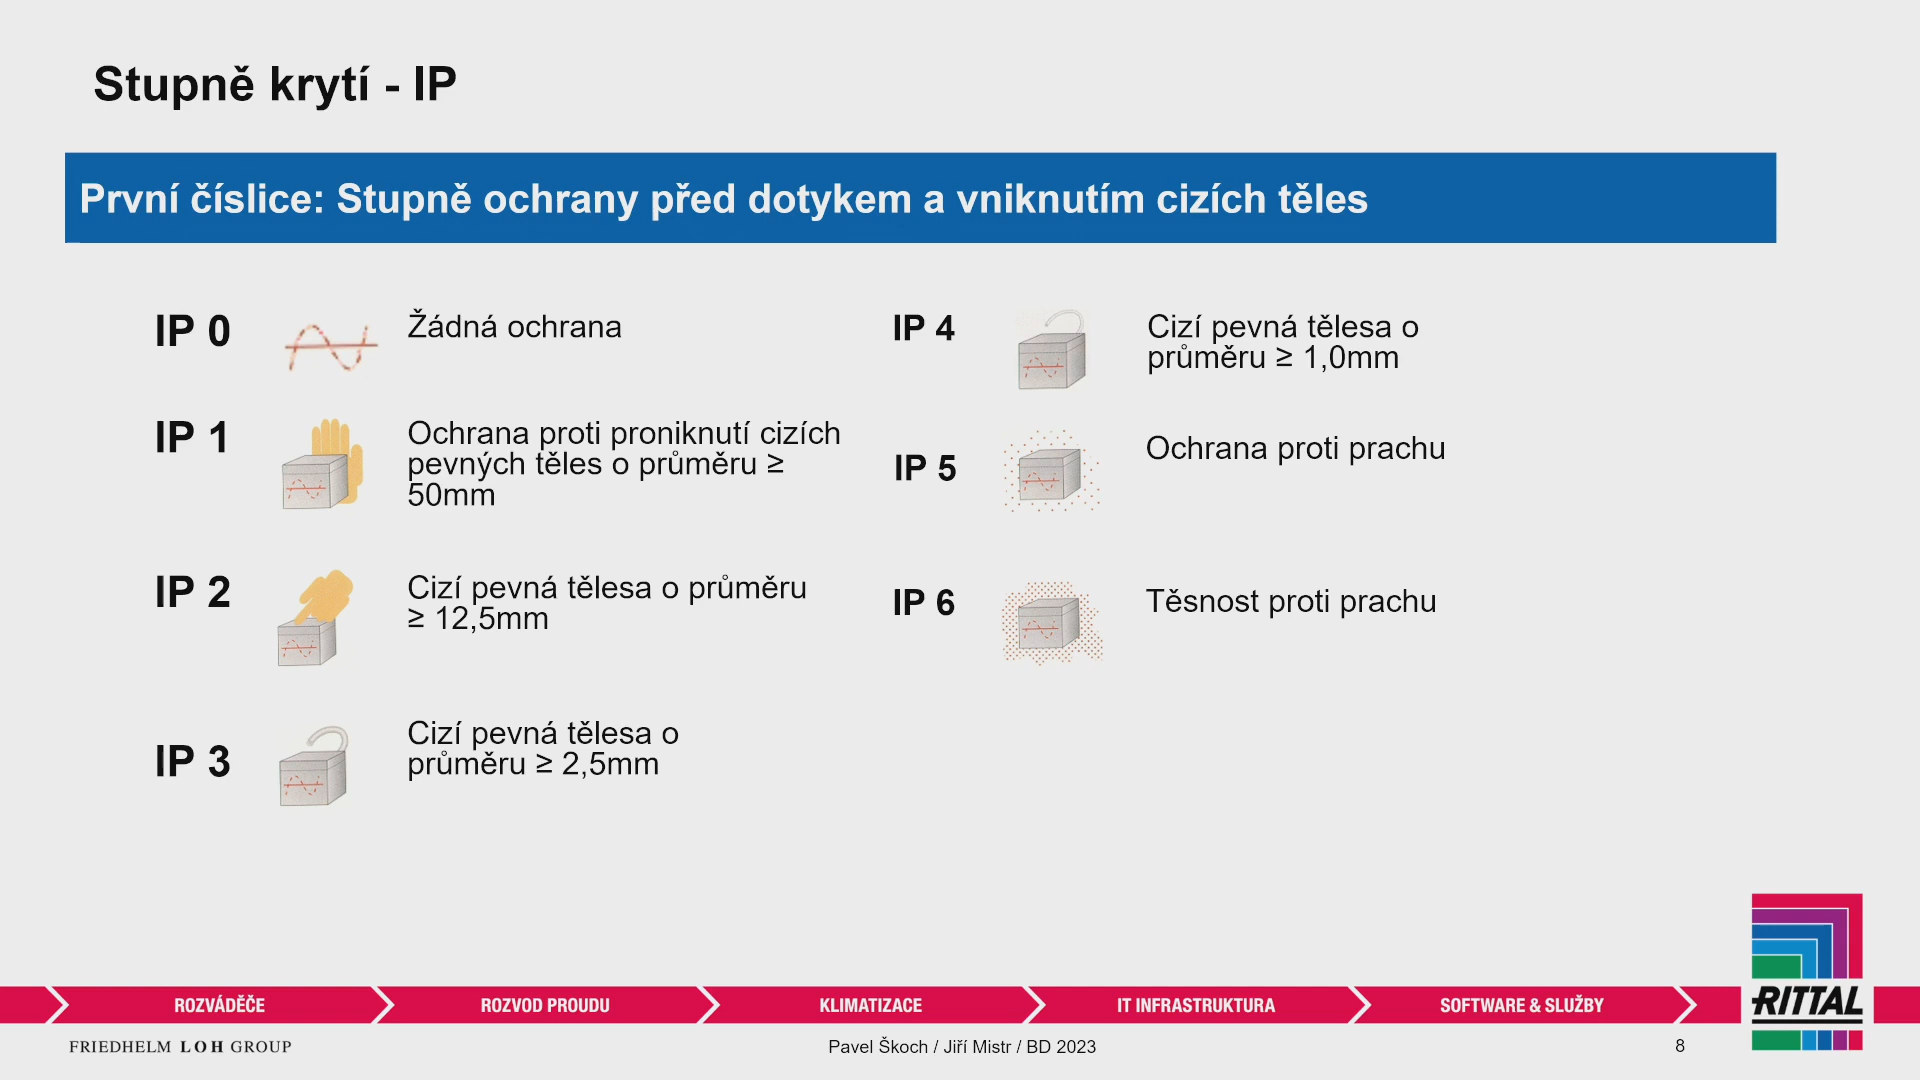 Stupně krytí - IP
První číslice: Stupně ochrany před dotykem a vniknutím cizích těles
IP 0
Žádná ochrana
IP 1
Ochrana proti proniknutí cizích
pevných těles o průměru ≥
50mm
IP 2
Cizí pevná tělesa o průměru
≥ 12,5mm
IP 3
Cizí pevná tělesa o
průměru ≥ 2,5mm
IP 4
Cizí pevná tělesa o
průměru ≥ 1,0mm
IP 5
Ochrana proti prachu
IP 6
Těsnost proti prachu
ROZVÁDĚČE
ROZVOD PROUDU
KLIMATIZACE
IT INFRASTRUKTURA
SOFTWARE & SLUŽBY
RITTAL
FRIEDHELM LOH GROUP
Pavel Škoch / Jiří Mistr / BD 2023
8